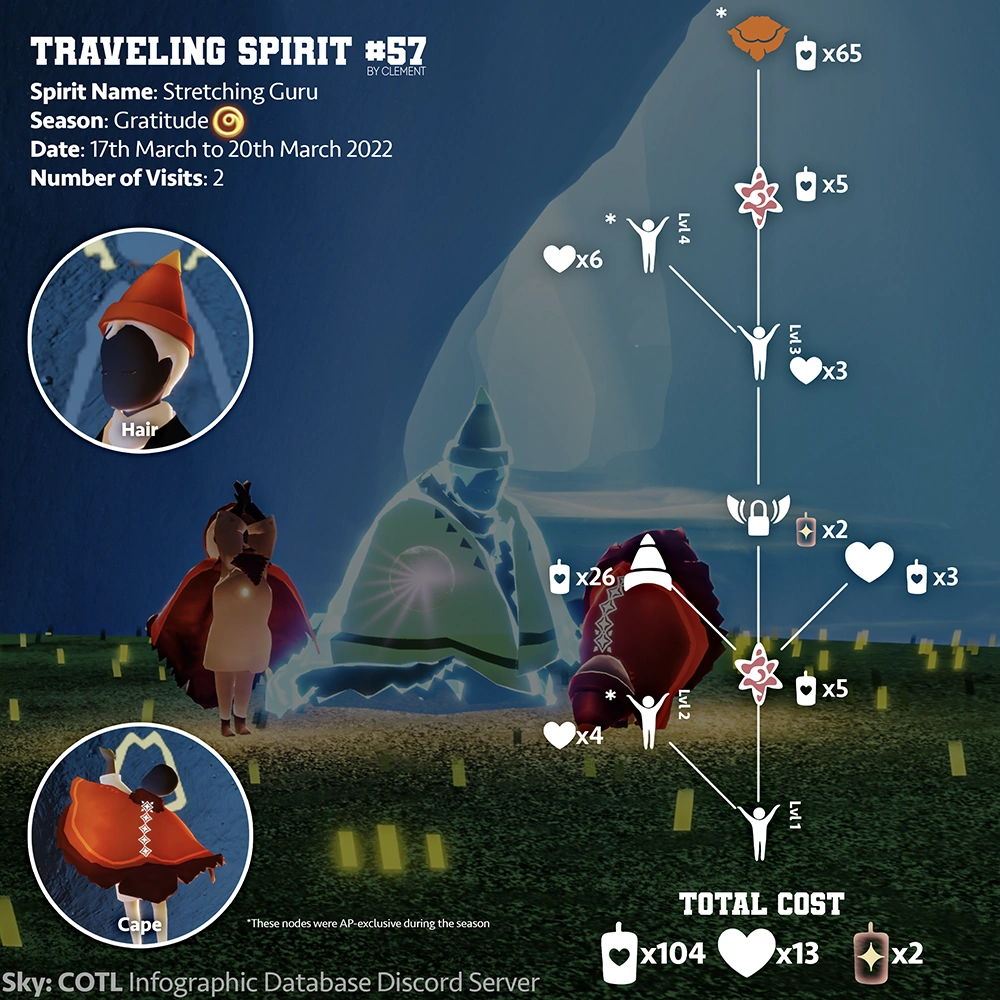 TRAVELING SPIRIT #57
BY CLEMENT
Spirit Name: Stretching Guru
Season: Gratitude
Date: 17th March to 20th March 2022
Number of Visits: 2
*
x65
x5
*
Lvl 4
x6
Lvl 3
x3
x2
x26
x3
x5
*
Lvl 2
x4
Lvl 1
Hair
Cape
*These nodes were AP-exclusive during the season
TOTAL COST
x104 x13 x2
Sky: COTL Infographic Database Discord Server